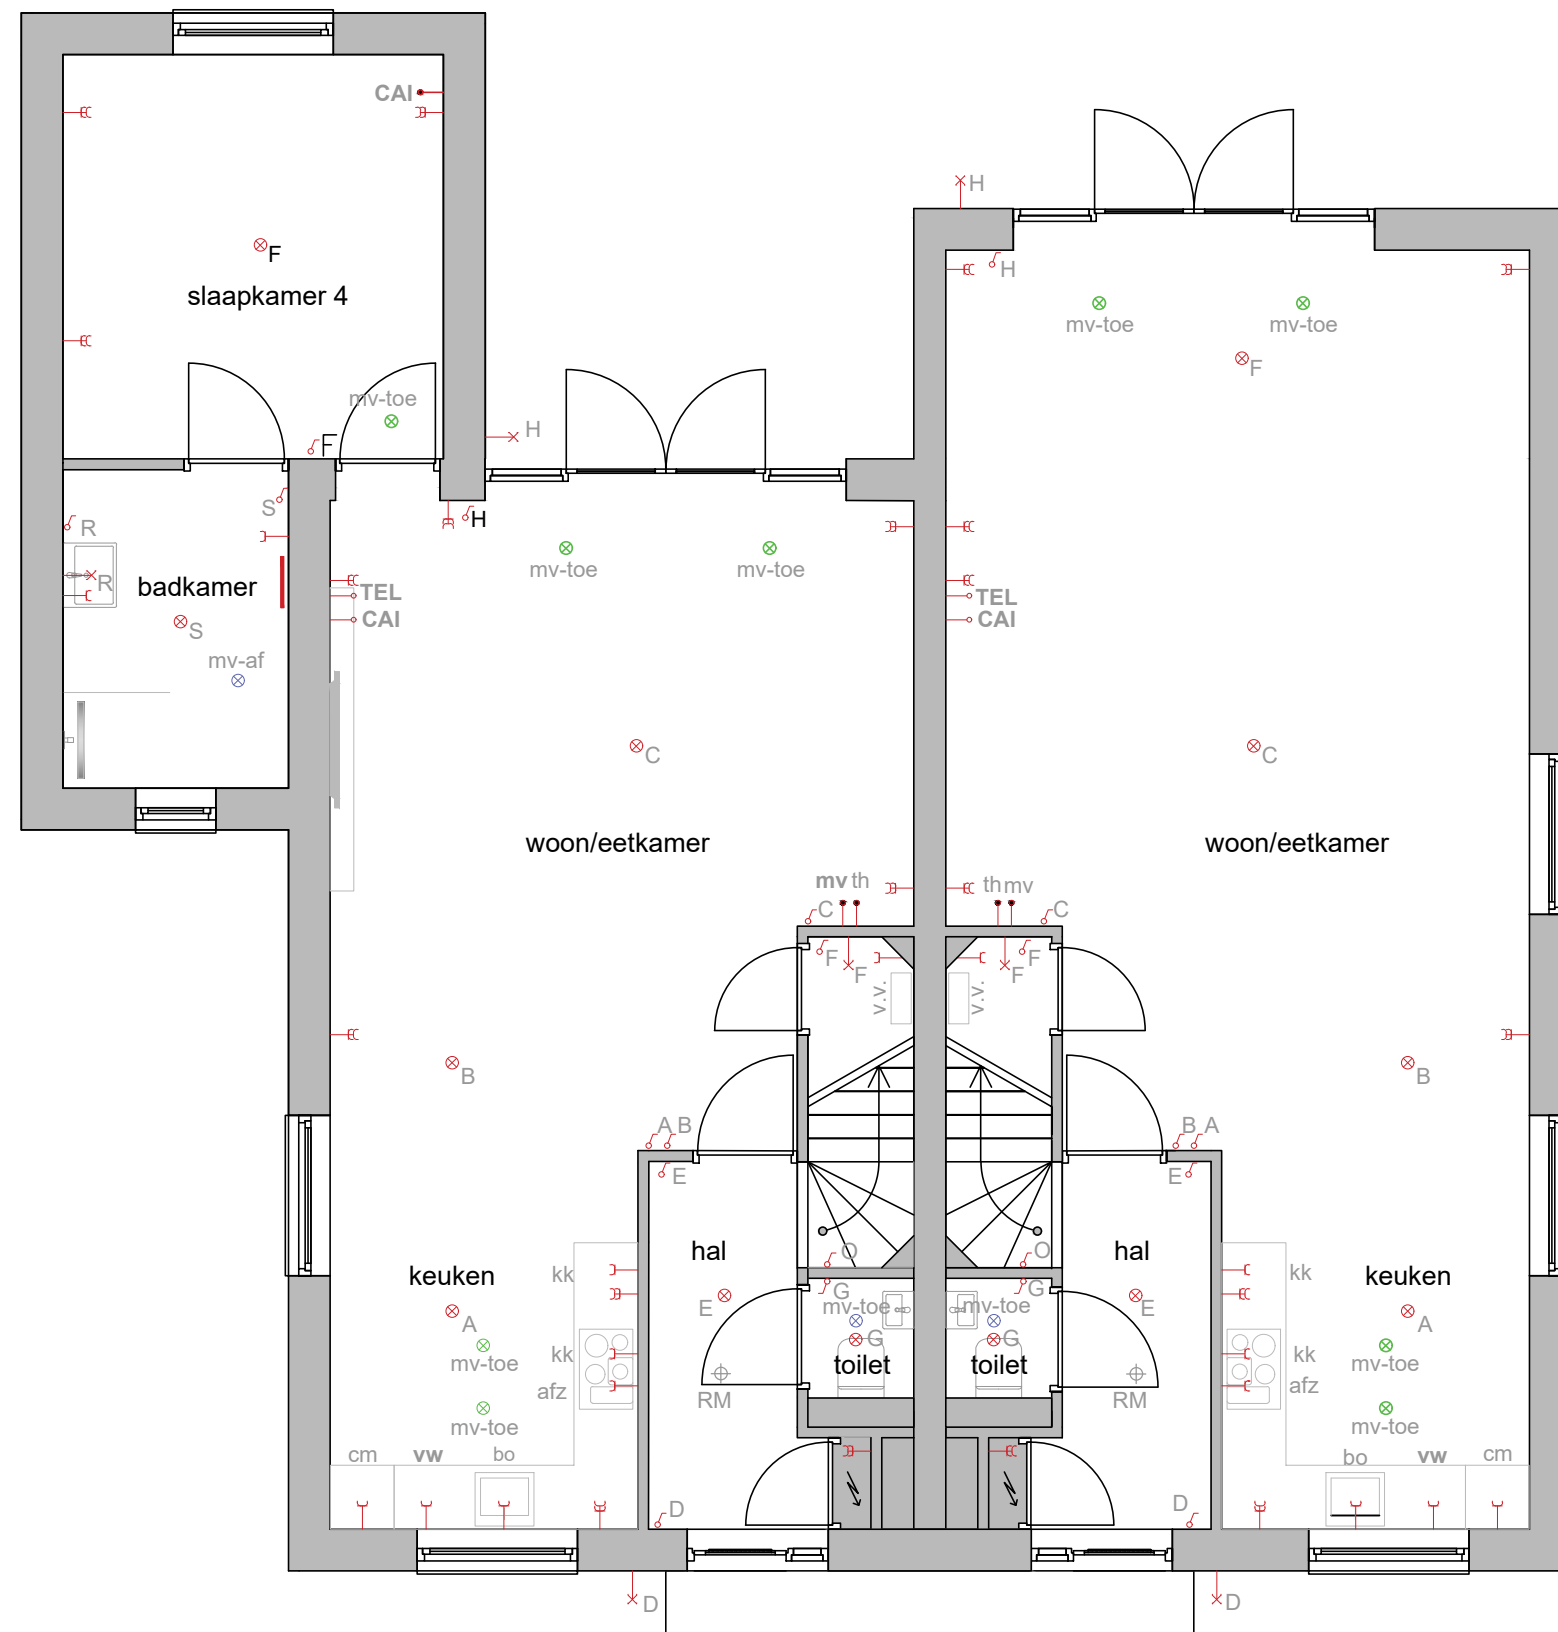 CAI
H
F
H
slaapkamer 4
mv-toe
mv-toe
F
mv-toe
H
F
S
H
R
mv-toe
mv-toe
R
badkamer
TEL
CAI
TEL
CAI
S
mv-af
C
C
woon/eetkamer
woon/eetkamer
mv th
th mv
C
C
F
F
F
F
v.v.
v.v.
B
B
A B
B A
E
E
hal
O
O
hal
kk
keuken
kk
keuken
G
G
E
mv-toe
mv-toe
E
A
G
G
A
mv-toe
kk
toilet
toilet
kk
mv-toe
afz
RM
RM
afz
mv-toe
mv-toe
cm
vw
bo
bo
vw
cm
D
D
D
D